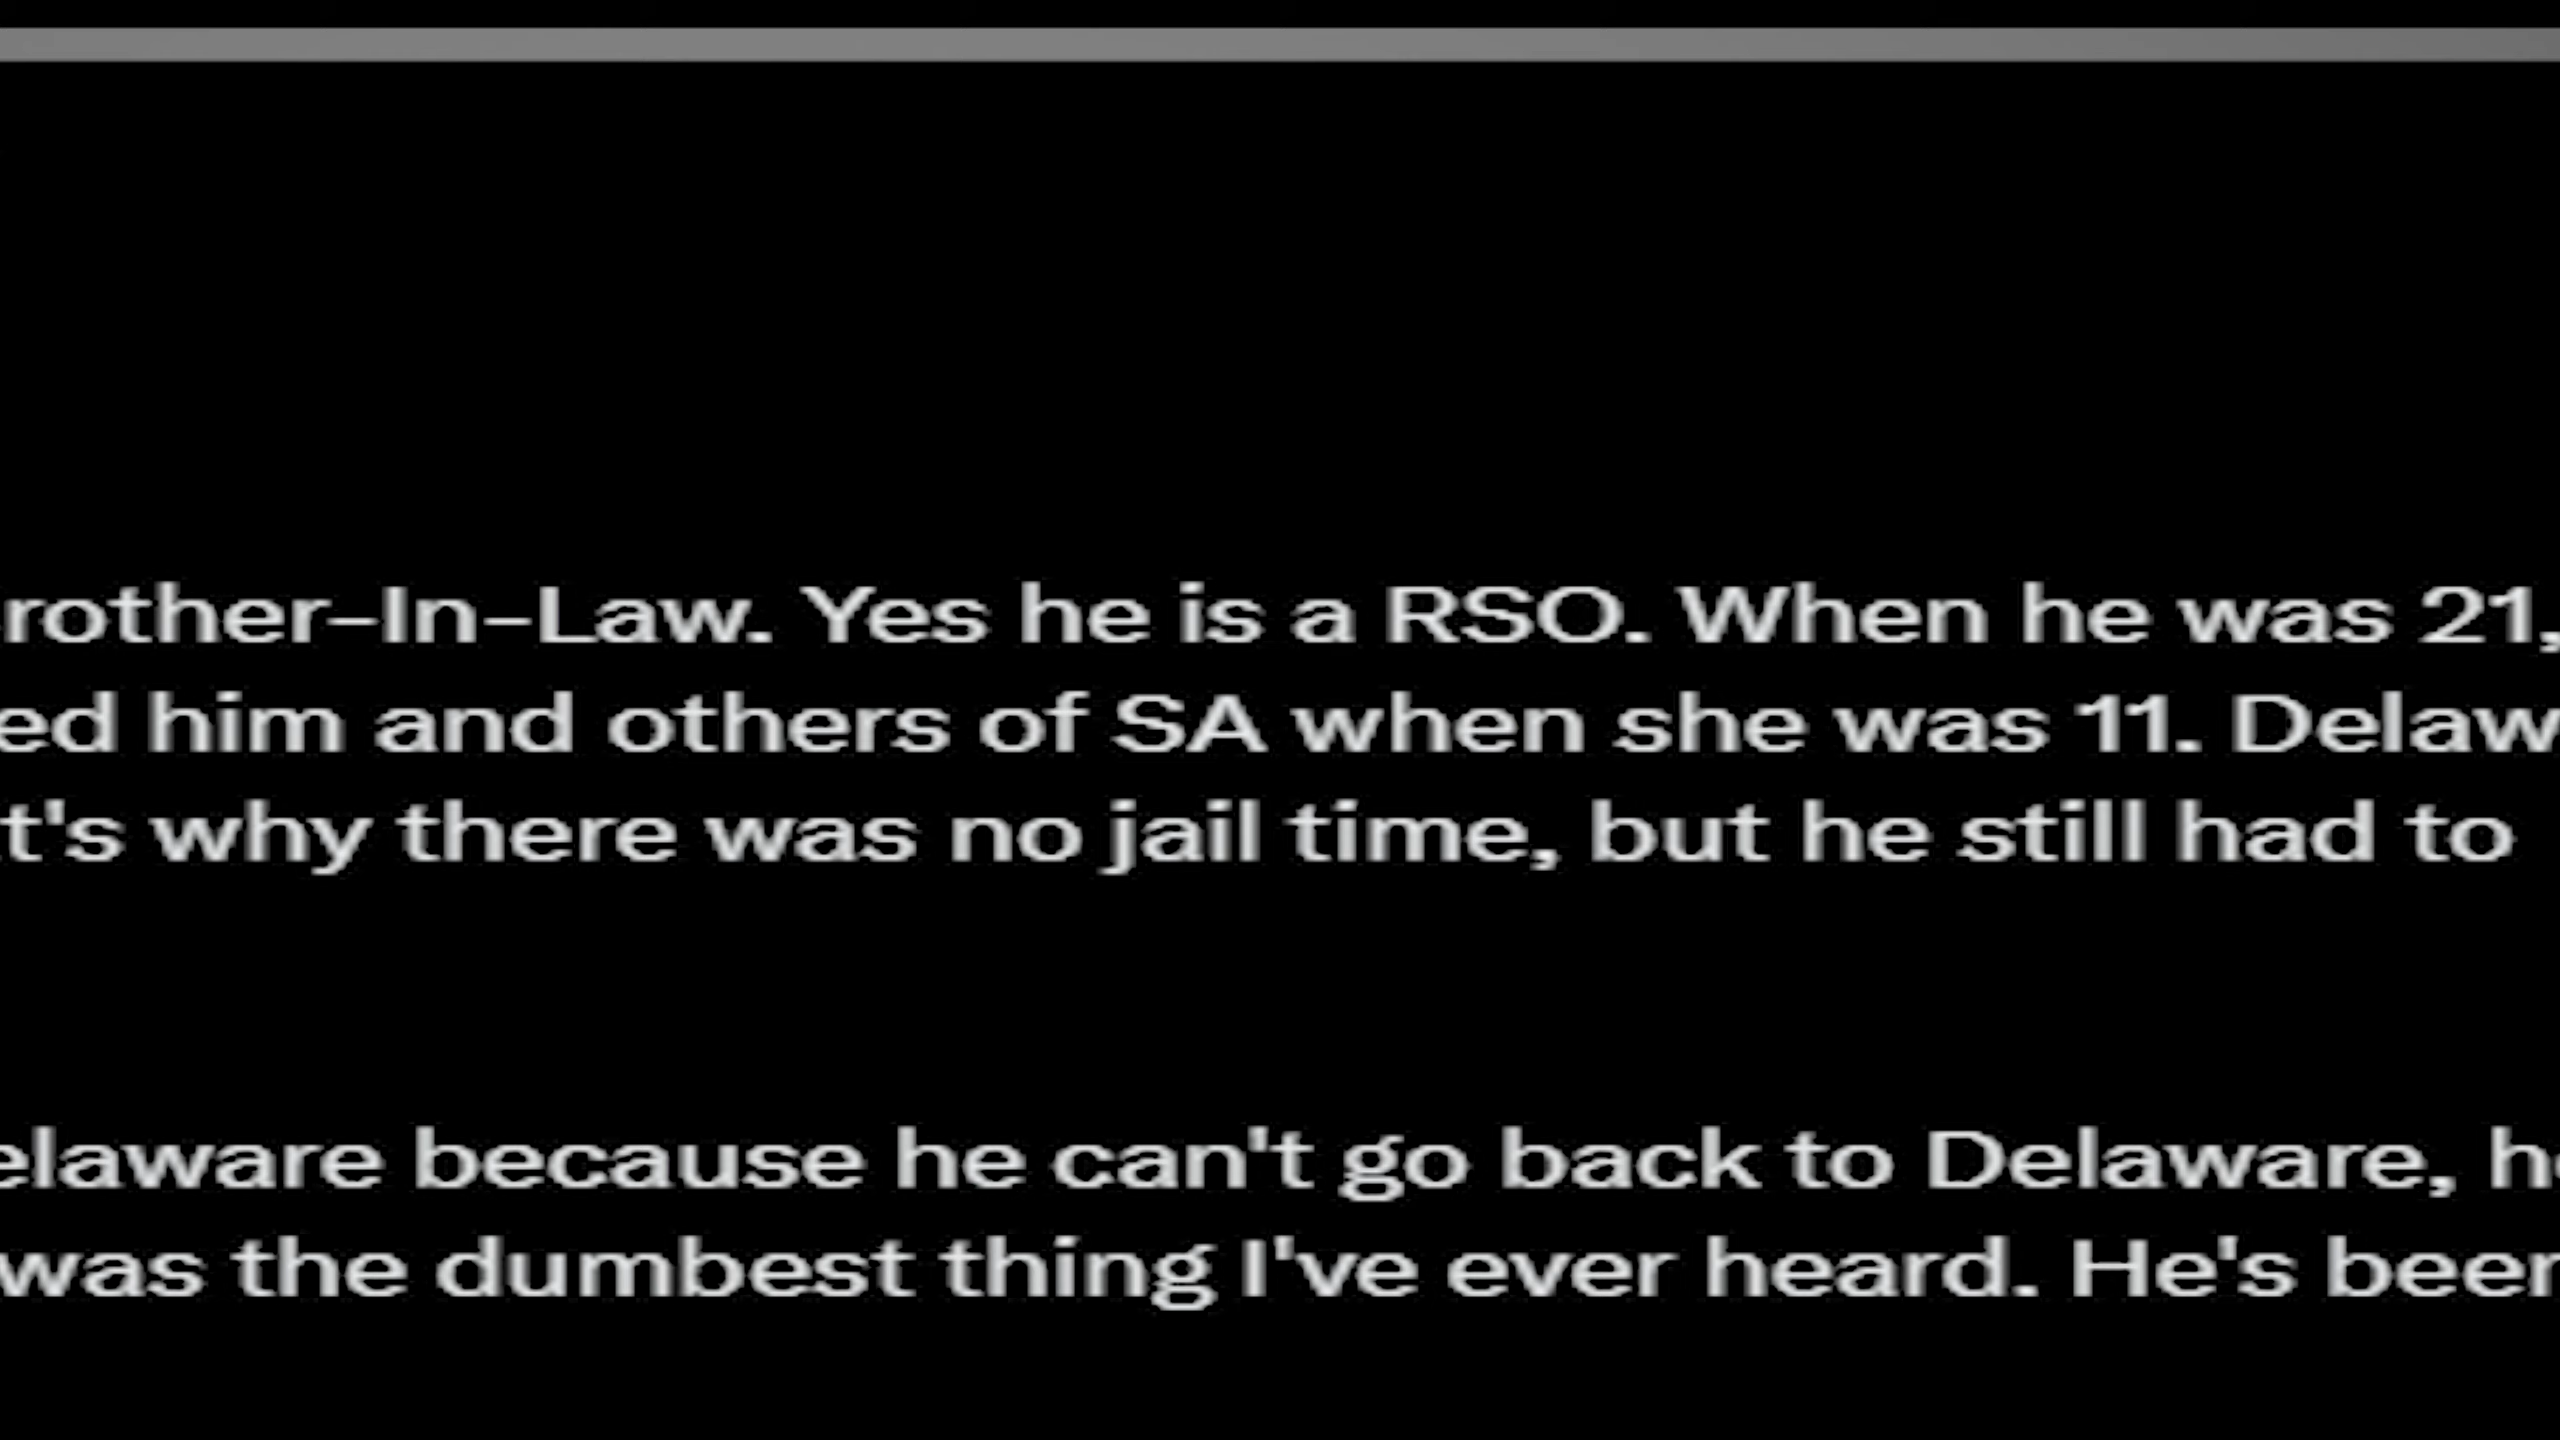 rother-In-Law. Yes he is a RSO. When he was 21,
ed him and others of SA when she was 11. Delaw
t's why there was no jail time, but he still had to
elaware because he can't go back to Delaware, he
was the dumbest thing I've ever heard. He's been